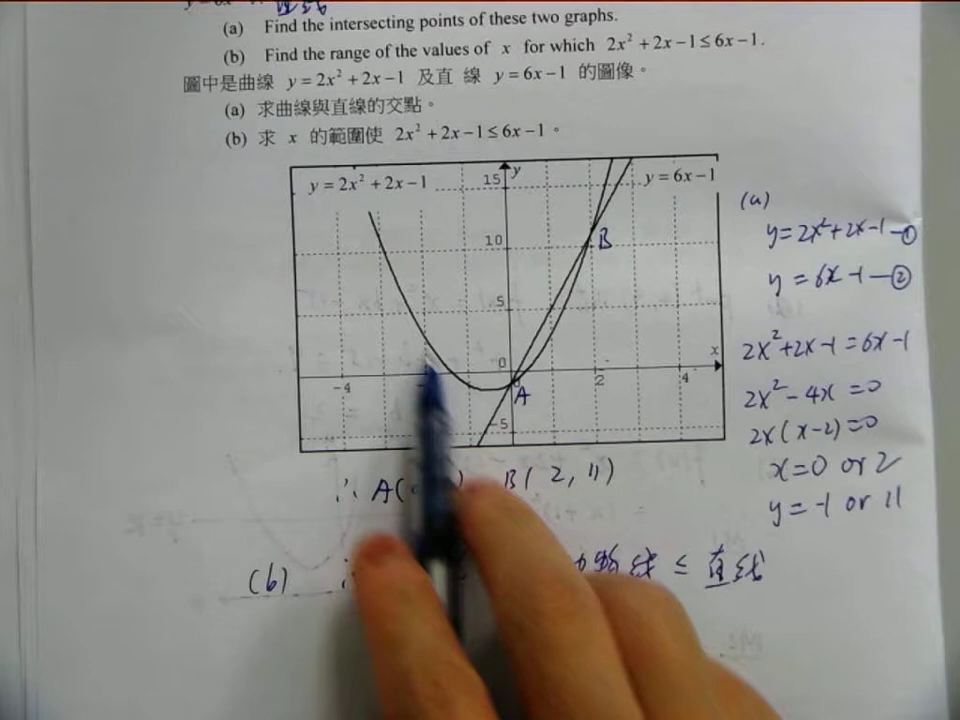 (a) Find the intersecting points of these two graphs.
(b) Find the range of the values of x for which 2x² + 2x − 1 ≤ 6x − 1.
圖中是曲線 y = 2x² + 2x − 1 及直 線 y = 6x − 1 的圖像。
(a) 求曲線與直線的交點。
(b) 求 x 的範圍使 2x² + 2x − 1 ≤ 6x − 1。
y = 2x² + 2x − 1
15
y
y = 6x − 1
10
B
5
0
x
−4
2
4
A
−5
(a)
y = 2x² + 2x − 1 — ①
y = 6x − 1 — ②
2x² + 2x − 1 = 6x − 1
2x² − 4x = 0
2x(x − 2) = 0
x = 0 or 2
y = −1 or 11
∴ A( B(2, 11)
(b) 线 ≤ 直线